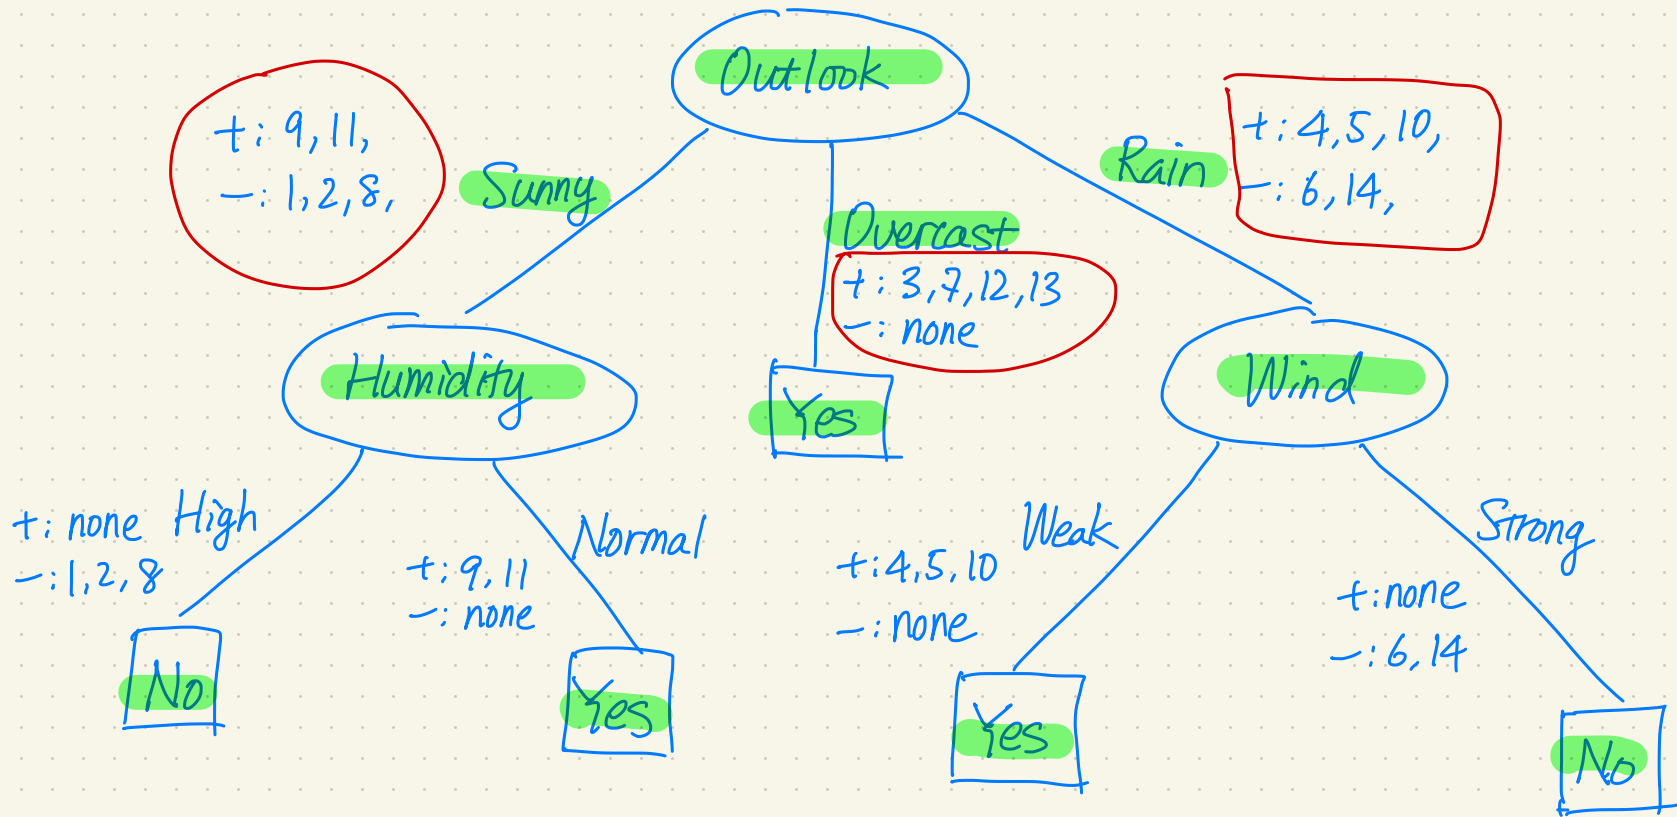 Outlook
+: 9, 11,
−: 1, 2, 8,
Sunny
Overcast
+: 3, 7, 12, 13
−: none
Rain
+: 4, 5, 10,
−: 6, 14,
Humidity
Yes
Wind
High
+: none
−: 1, 2, 8
Normal
+: 9, 11
−: none
Weak
+: 4, 5, 10
−: none
Strong
+: none
−: 6, 14
No
Yes
Yes
No